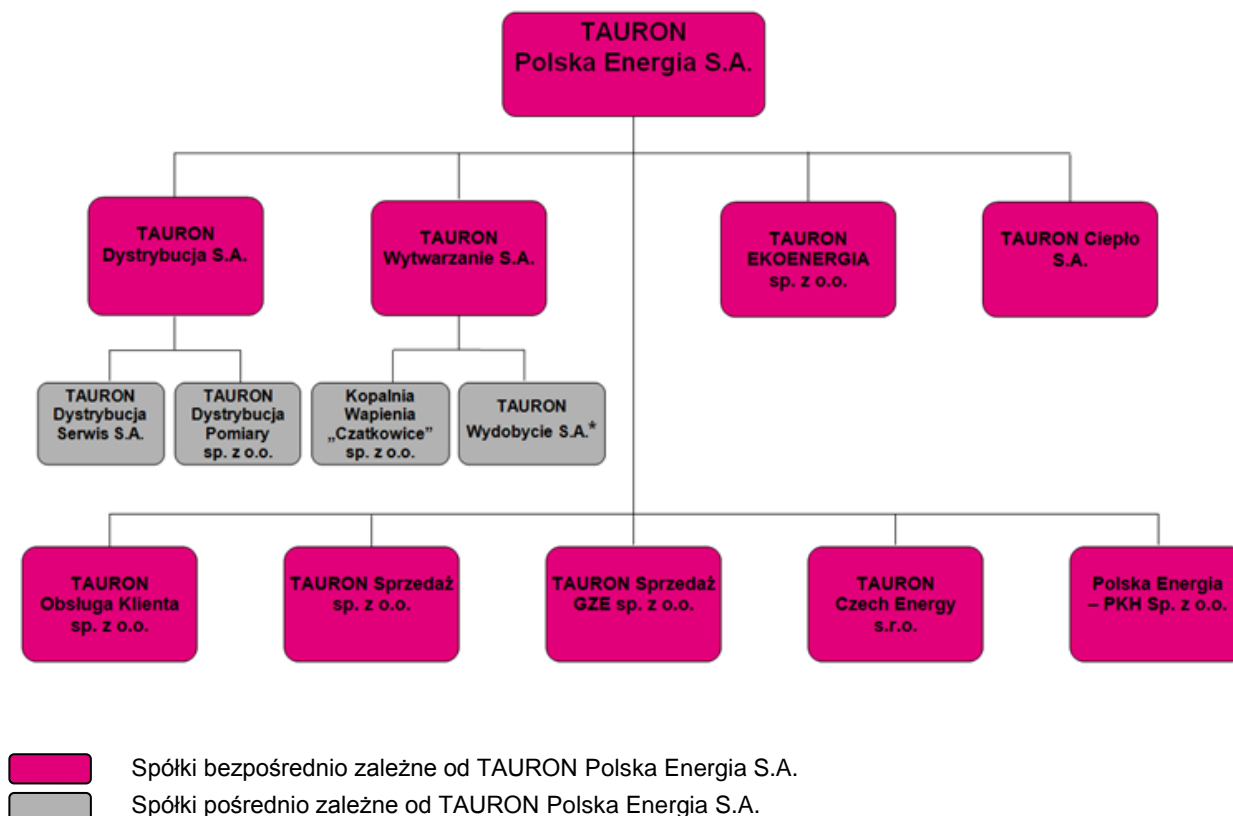 TAURON
Polska Energia S.A.
TAURON
Dystrybucja S.A.
TAURON
Wytwarzanie S.A.
TAURON
EKOENERGIA
sp. z o.o.
TAURON Ciepło
S.A.
TAURON
Dystrybucja
Serwis S.A.
TAURON
Dystrybucja
Pomiary
sp. z o.o.
Kopalnia
Wapienia
„Czatkowice”
sp. z o.o.
TAURON
Wydobycie S.A.*
TAURON
Obsługa Klienta
sp. z o.o.
TAURON Sprzedaż
sp. z o.o.
TAURON Sprzedaż
GZE sp. z o.o.
TAURON
Czech Energy
s.r.o.
Polska Energia
– PKH Sp. z o.o.
Spółki bezpośrednio zależne od TAURON Polska Energia S.A.
Spółki pośrednio zależne od TAURON Polska Energia S.A.